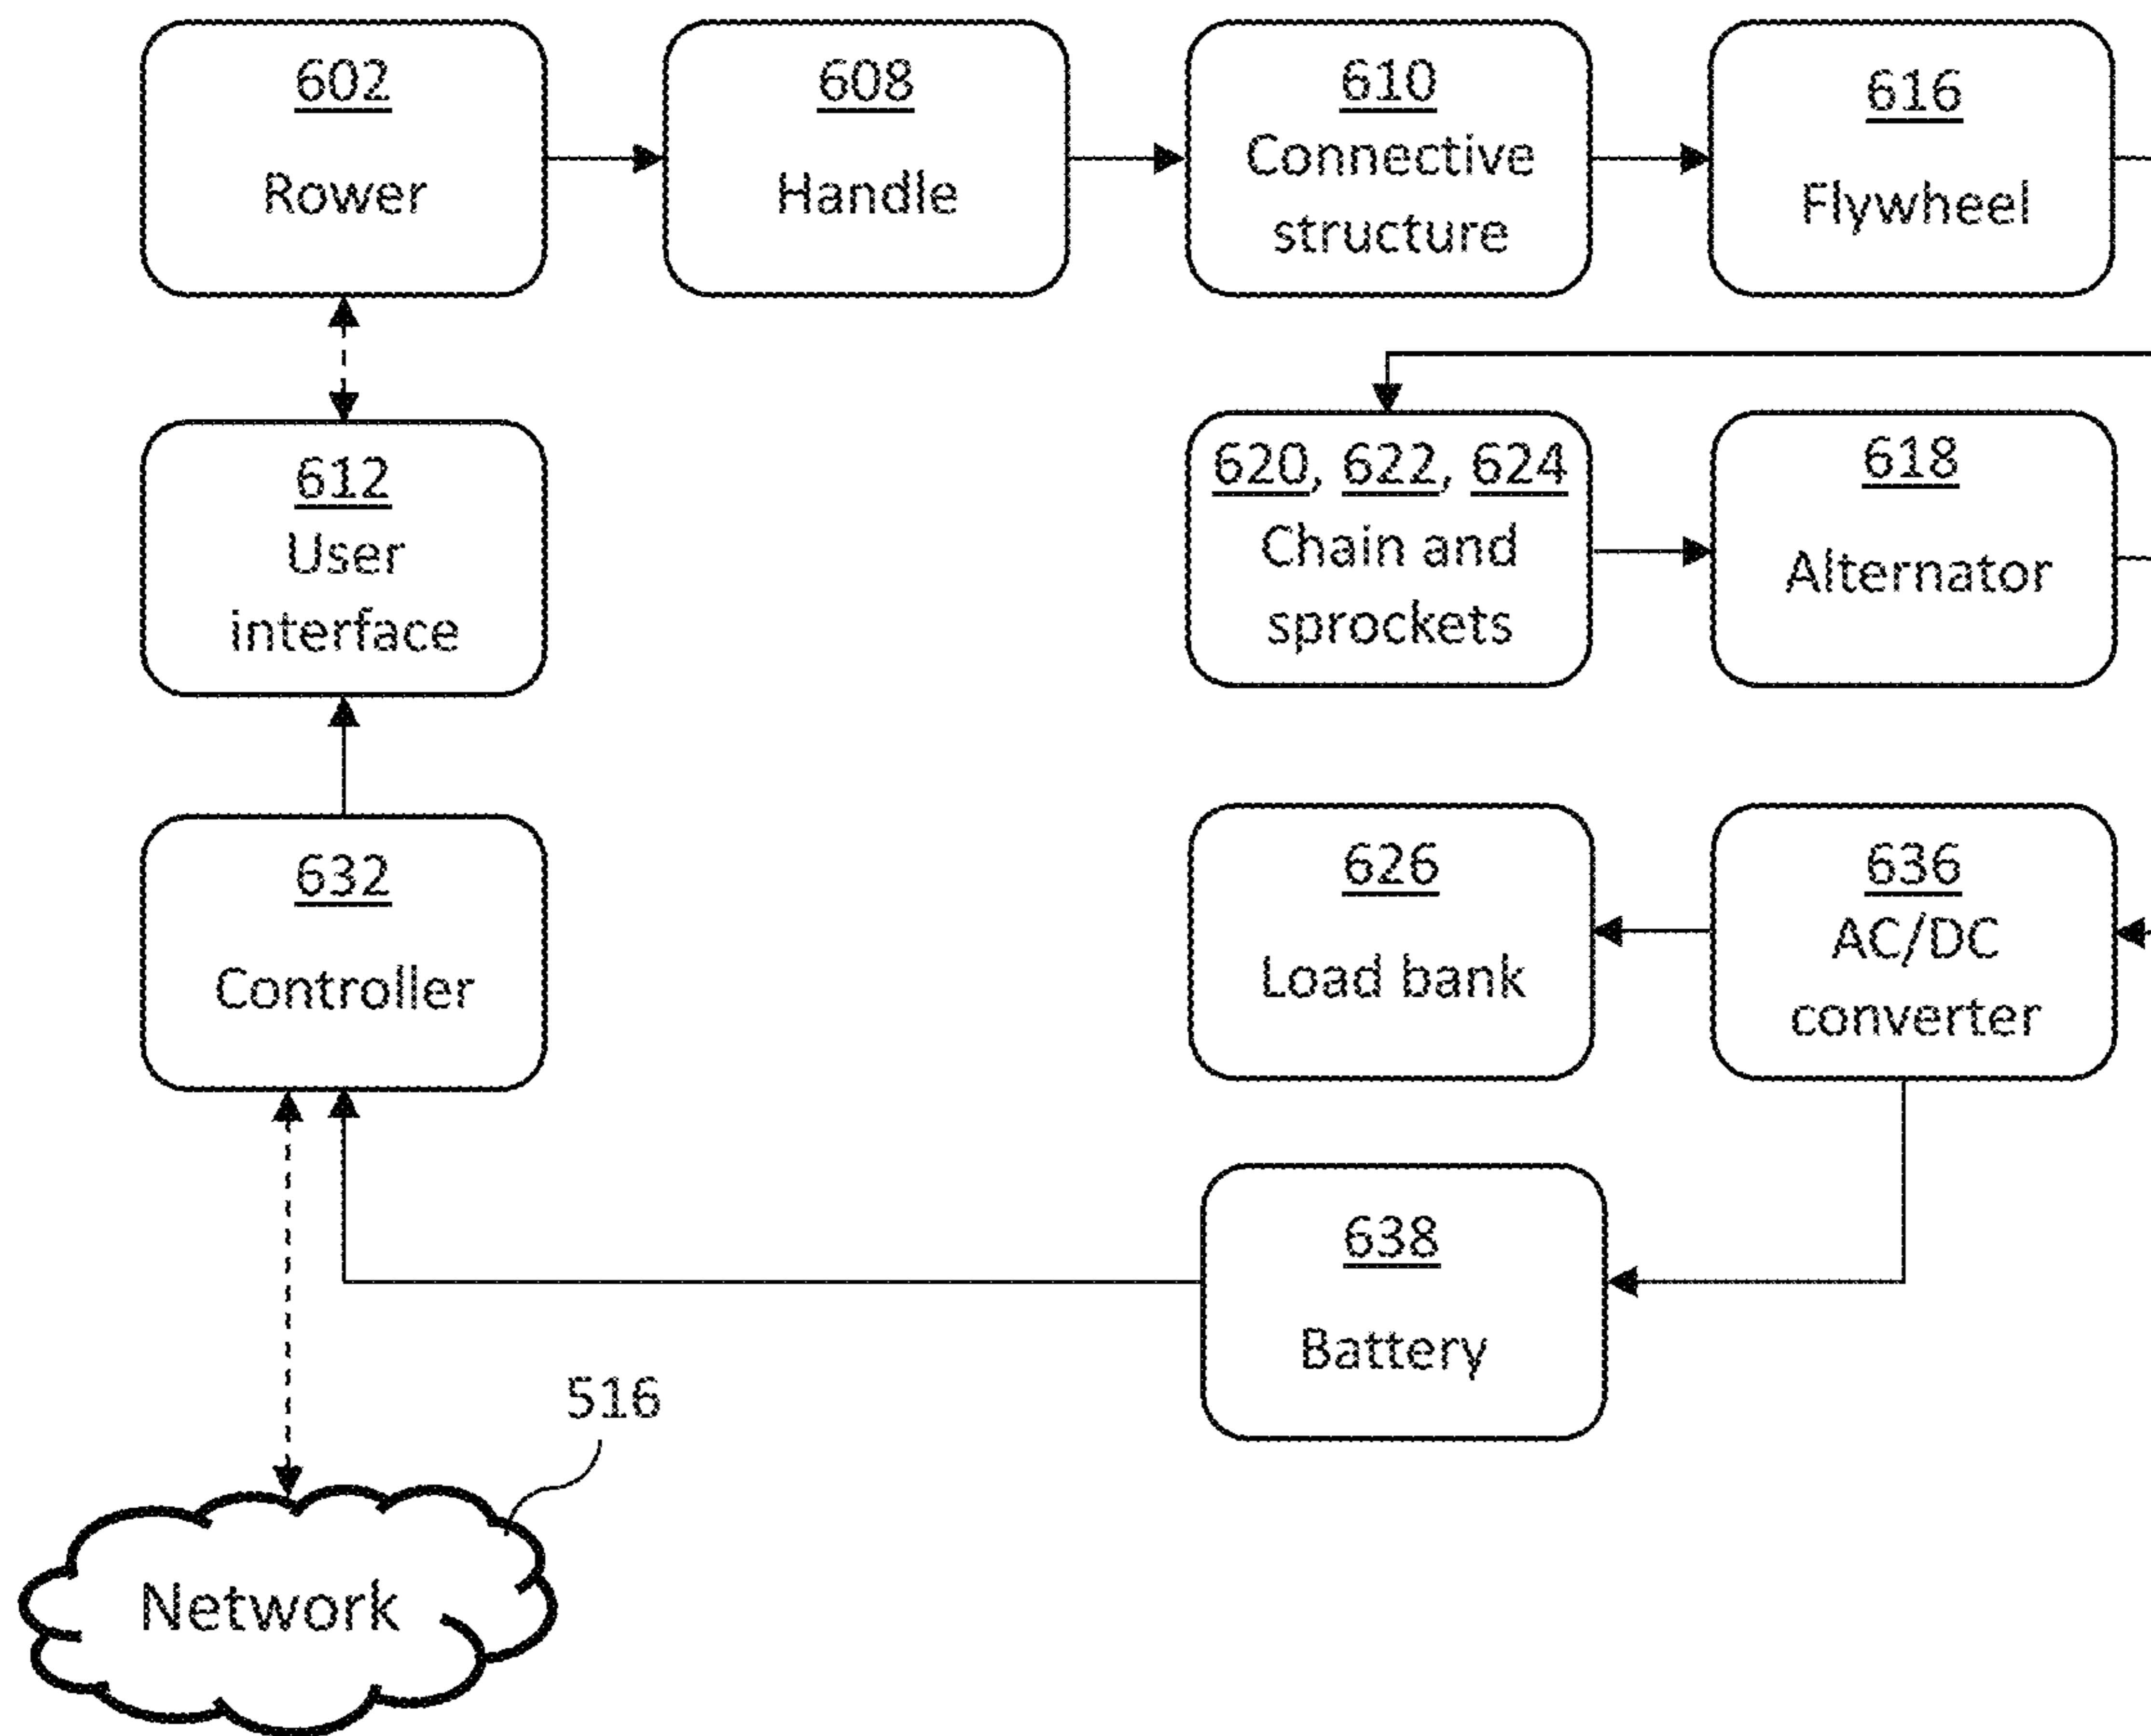 602
Rower
608
Handle
610
Connective
structure
616
Flywheel
612
User
interface
620, 622, 624
Chain and
sprockets
618
Alternator
632
Controller
626
Load bank
636
AC/DC
converter
638
Battery
516
Network